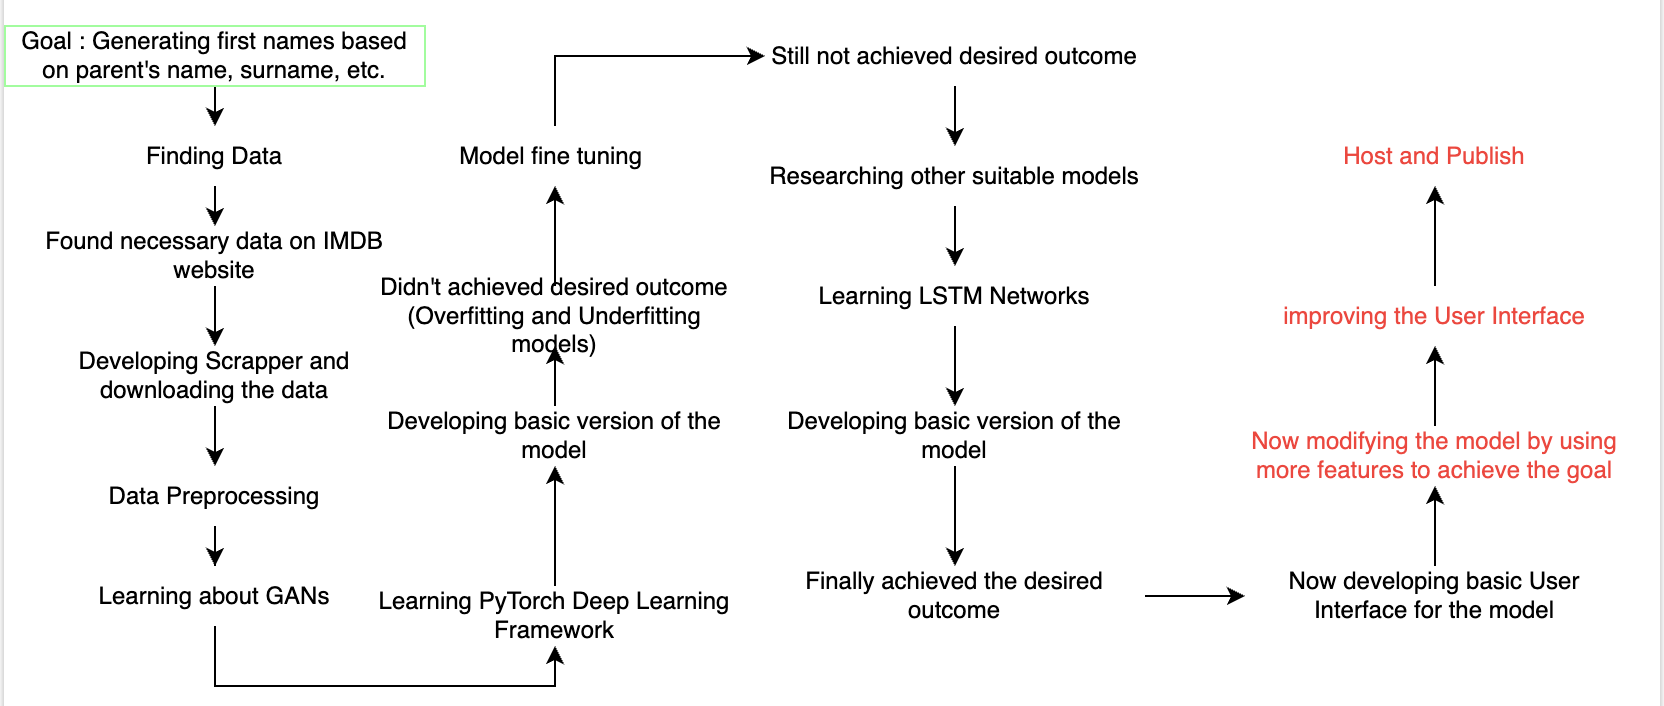 Goal : Generating first names based
on parent's name, surname, etc.
Finding Data
Found necessary data on IMDB
website
Developing Scrapper and
downloading the data
Data Preprocessing
Learning about GANs
Learning PyTorch Deep Learning
Framework
Developing basic version of the
model
Didn't achieved desired outcome
(Overfitting and Underfitting
models)
Model fine tuning
Still not achieved desired outcome
Researching other suitable models
Learning LSTM Networks
Developing basic version of the
model
Finally achieved the desired
outcome
Now developing basic User
Interface for the model
Now modifying the model by using
more features to achieve the goal
improving the User Interface
Host and Publish